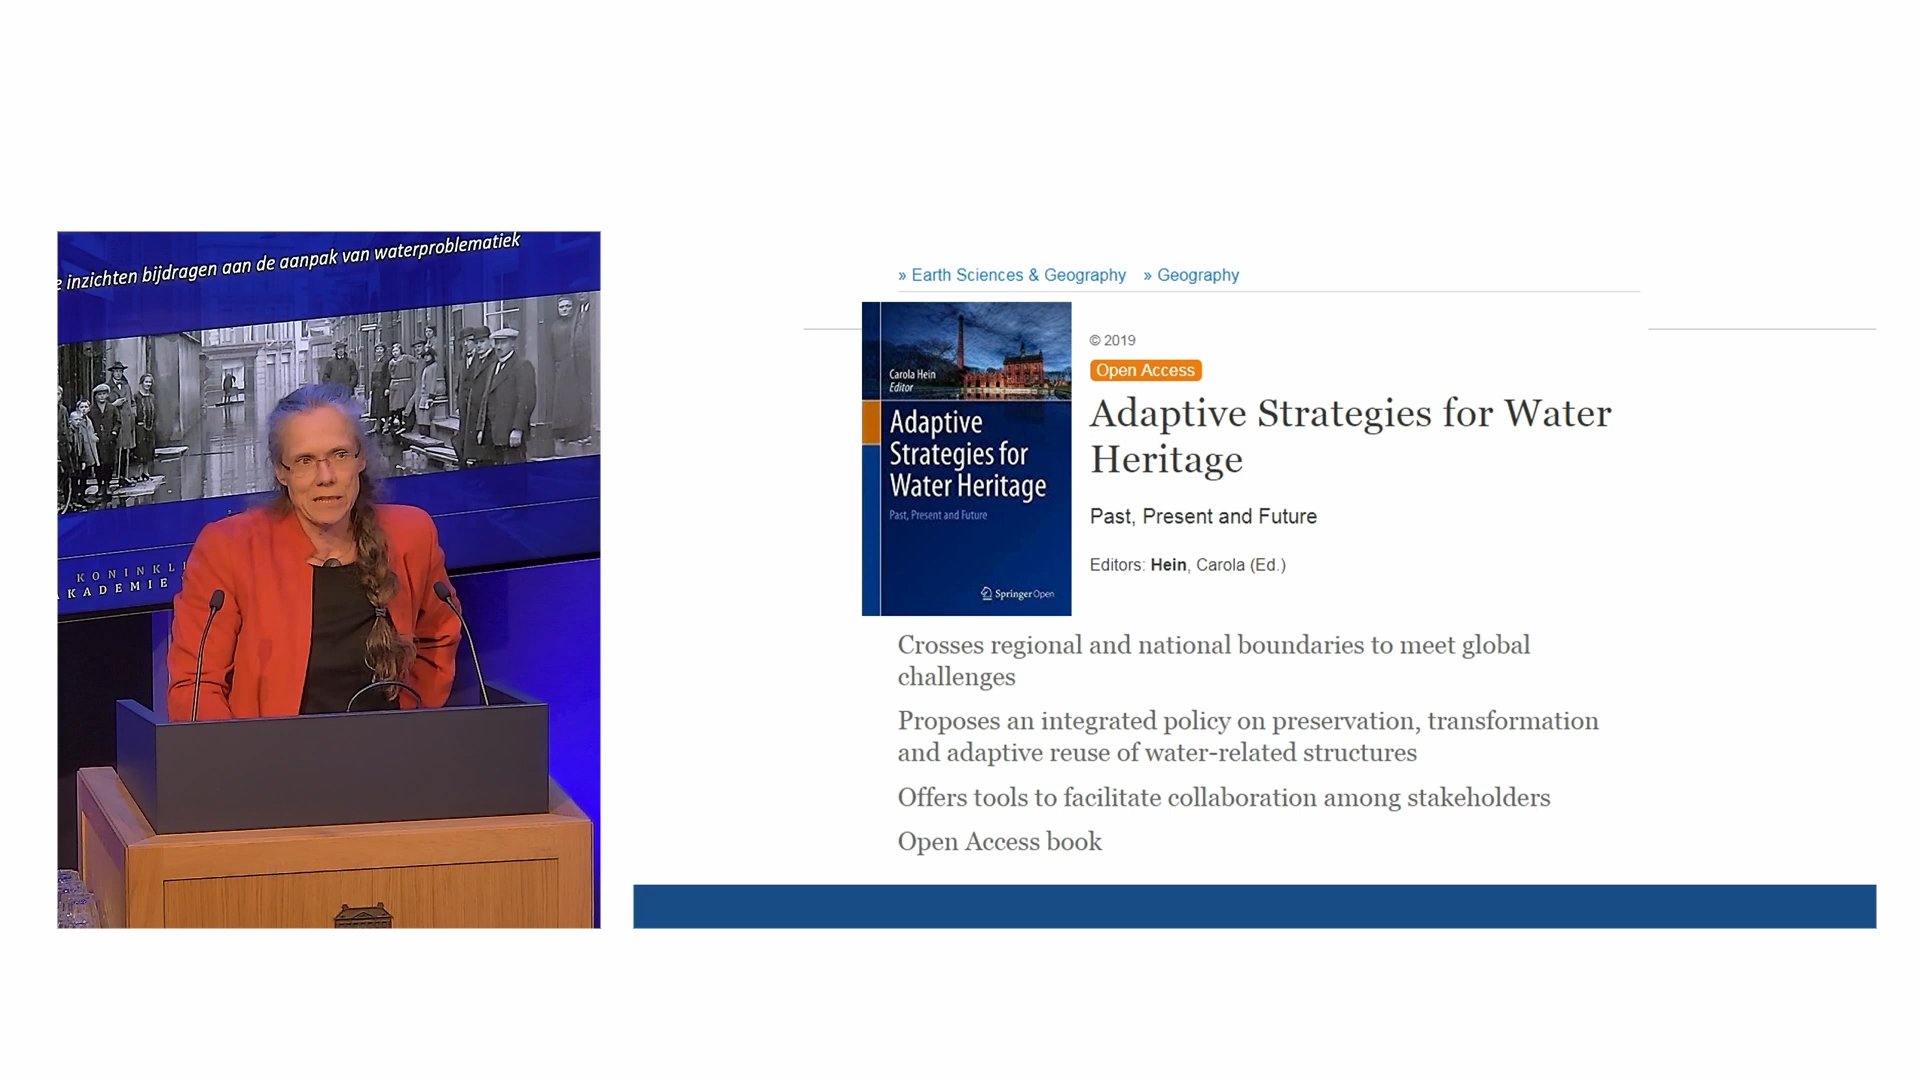 inzichten bijdragen aan de aanpak van waterproblematiek
KONINKLI
AKADEMIE
» Earth Sciences & Geography » Geography
Carola Hein
Editor
Adaptive
Strategies for
Water Heritage
Past, Present and Future
Springer Open
© 2019
Open Access
Adaptive Strategies for Water
Heritage
Past, Present and Future
Editors: Hein, Carola (Ed.)
Crosses regional and national boundaries to meet global
challenges
Proposes an integrated policy on preservation, transformation
and adaptive reuse of water-related structures
Offers tools to facilitate collaboration among stakeholders
Open Access book